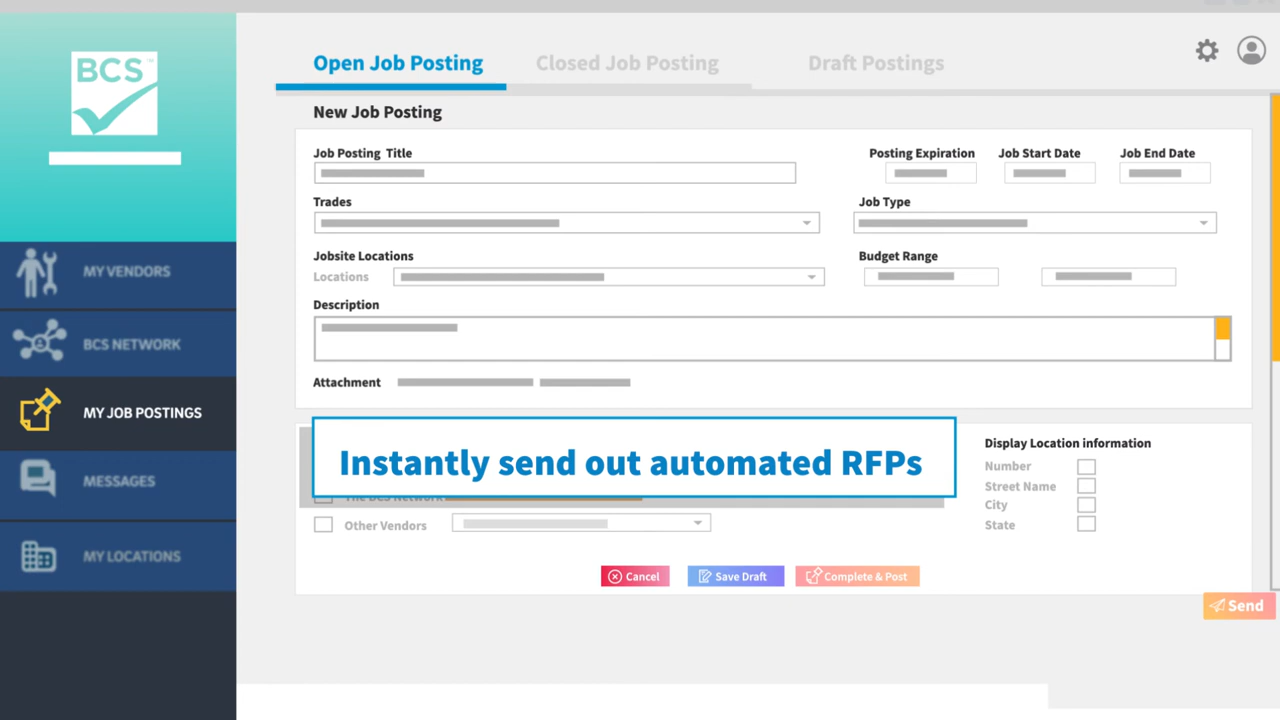 BCS™
Open Job Posting
Closed Job Posting
Draft Postings
New Job Posting
Job Posting Title
Posting Expiration
Job Start Date
Job End Date
Trades
Job Type
Jobsite Locations
Budget Range
Locations
Description
Attachment
MY VENDORS
BCS NETWORK
MY JOB POSTINGS
MESSAGES
MY LOCATIONS
Instantly send out automated RFPs
The BCS Network
Other Vendors
Display Location information
Number
Street Name
City
State
Cancel
Save Draft
Complete & Post
Send